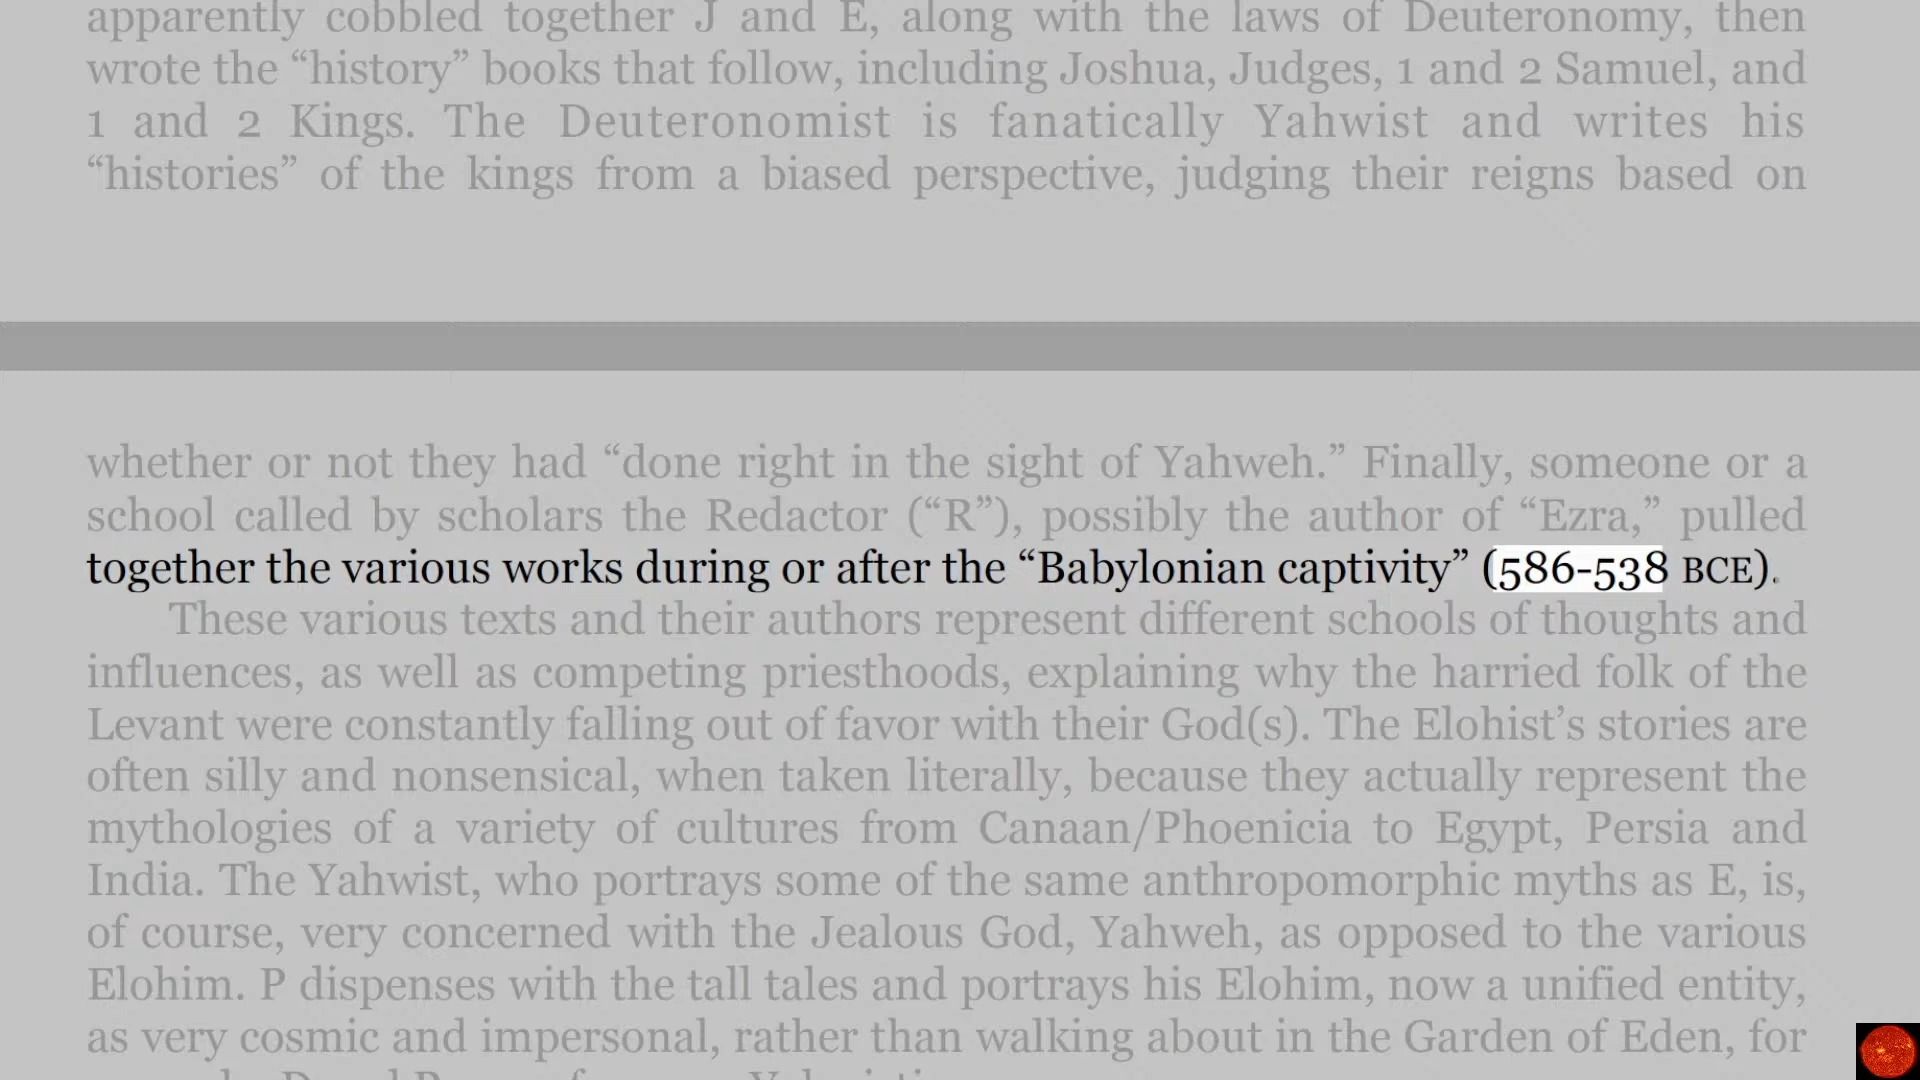 apparently cobbled together J and E, along with the laws of Deuteronomy, then
wrote the “history” books that follow, including Joshua, Judges, 1 and 2 Samuel, and
1 and 2 Kings. The Deuteronomist is fanatically Yahwist and writes his
“histories” of the kings from a biased perspective, judging their reigns based on
whether or not they had “done right in the sight of Yahweh.” Finally, someone or a
school called by scholars the Redactor (“R”), possibly the author of “Ezra,” pulled
together the various works during or after the “Babylonian captivity” (586-538 BCE).
These various texts and their authors represent different schools of thoughts and
influences, as well as competing priesthoods, explaining why the harried folk of the
Levant were constantly falling out of favor with their God(s). The Elohist’s stories are
often silly and nonsensical, when taken literally, because they actually represent the
mythologies of a variety of cultures from Canaan/Phoenicia to Egypt, Persia and
India. The Yahwist, who portrays some of the same anthropomorphic myths as E, is,
of course, very concerned with the Jealous God, Yahweh, as opposed to the various
Elohim. P dispenses with the tall tales and portrays his Elohim, now a unified entity,
as very cosmic and impersonal, rather than walking about in the Garden of Eden, for